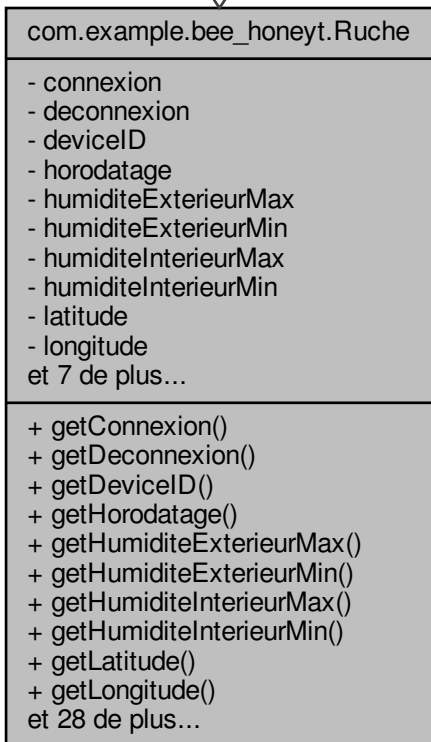 com.example.bee_honeyt.Ruche
- connexion
- deconnexion
- deviceID
- horodatage
- humiditeExterieurMax
- humiditeExterieurMin
- humiditeInterieurMax
- humiditeInterieurMin
- latitude
- longitude
et 7 de plus...
+ getConnexion()
+ getDeconnexion()
+ getDeviceID()
+ getHorodatage()
+ getHumiditeExterieurMax()
+ getHumiditeExterieurMin()
+ getHumiditeInterieurMax()
+ getHumiditeInterieurMin()
+ getLatitude()
+ getLongitude()
et 28 de plus...